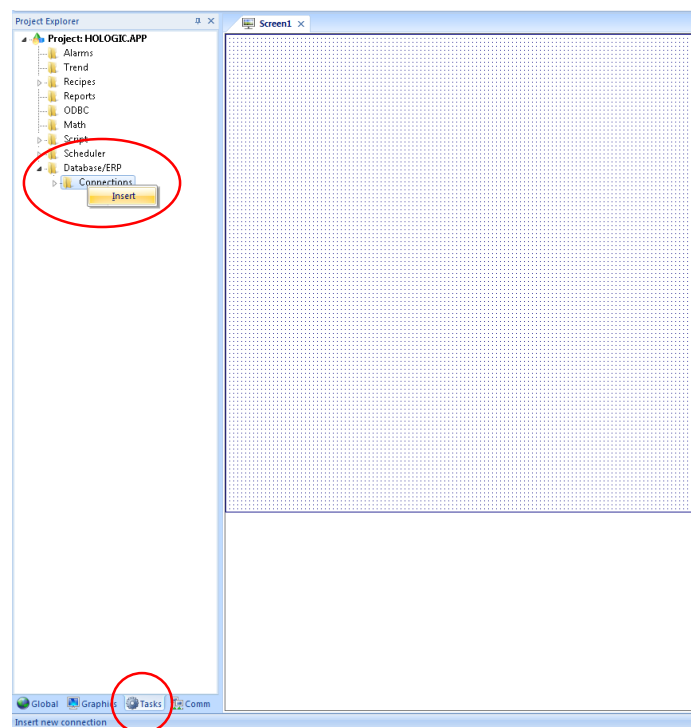 Project Explorer
Screen1
Project: HOLOGIC.APP
Alarms
Trend
Recipes
Reports
ODBC
Math
Script
Scheduler
Database/ERP
Connections
Insert
Global Graphics Tasks Comm
Insert new connection